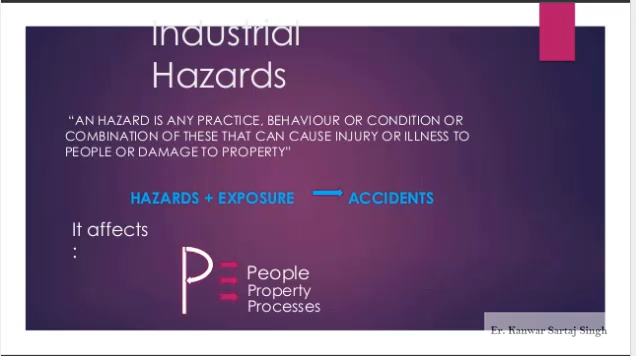 Industrial
Hazards
“AN HAZARD IS ANY PRACTICE, BEHAVIOUR OR CONDITION OR
COMBINATION OF THESE THAT CAN CAUSE INJURY OR ILLNESS TO
PEOPLE OR DAMAGE TO PROPERTY”
HAZARDS + EXPOSURE ACCIDENTS
It affects
:
P
People
Property
Processes
Er. Kanwar Sartaj Singh